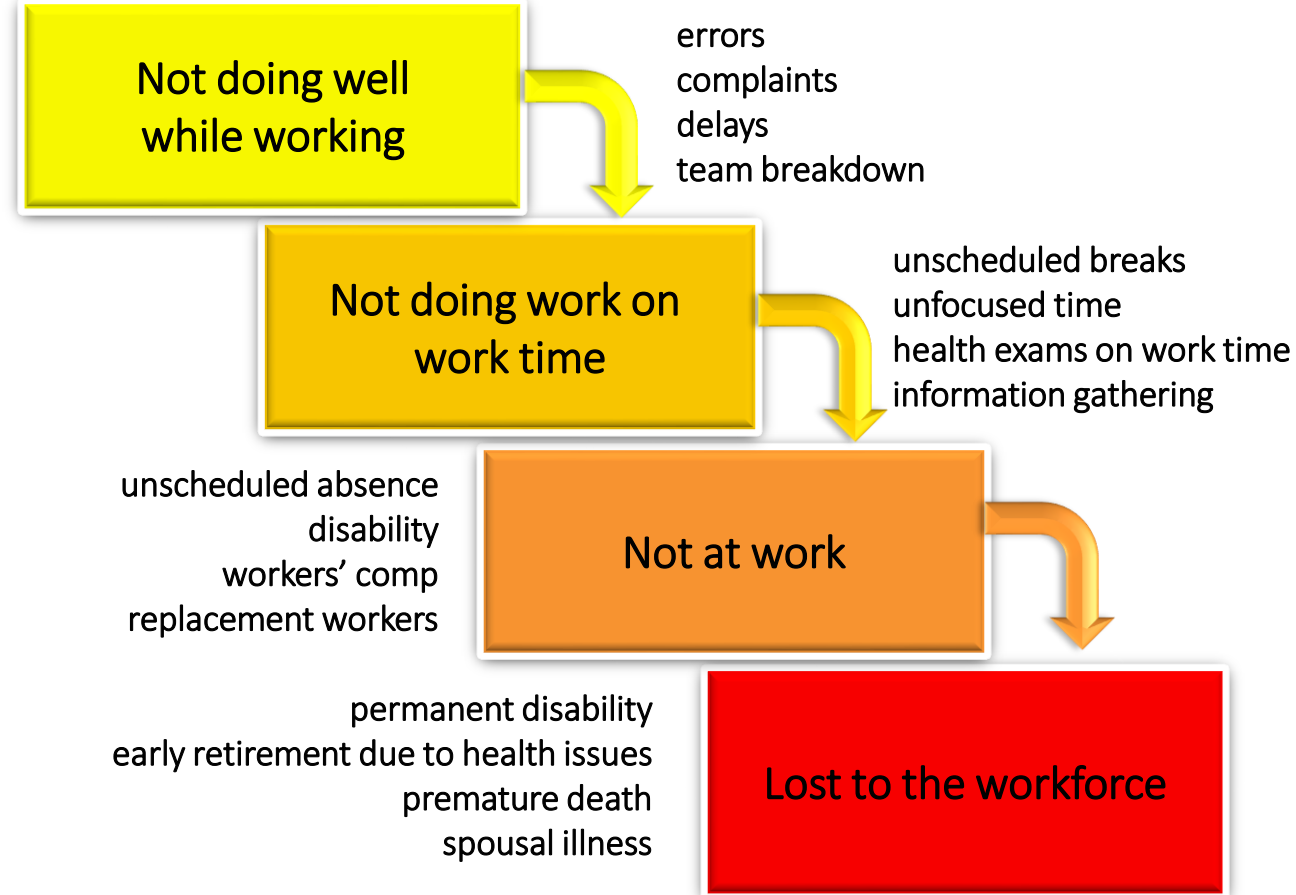 Not doing well
while working
errors
complaints
delays
team breakdown
Not doing work on
work time
unscheduled breaks
unfocused time
health exams on work time
information gathering
unscheduled absence
disability
workers’ comp
replacement workers
Not at work
permanent disability
early retirement due to health issues
premature death
spousal illness
Lost to the workforce